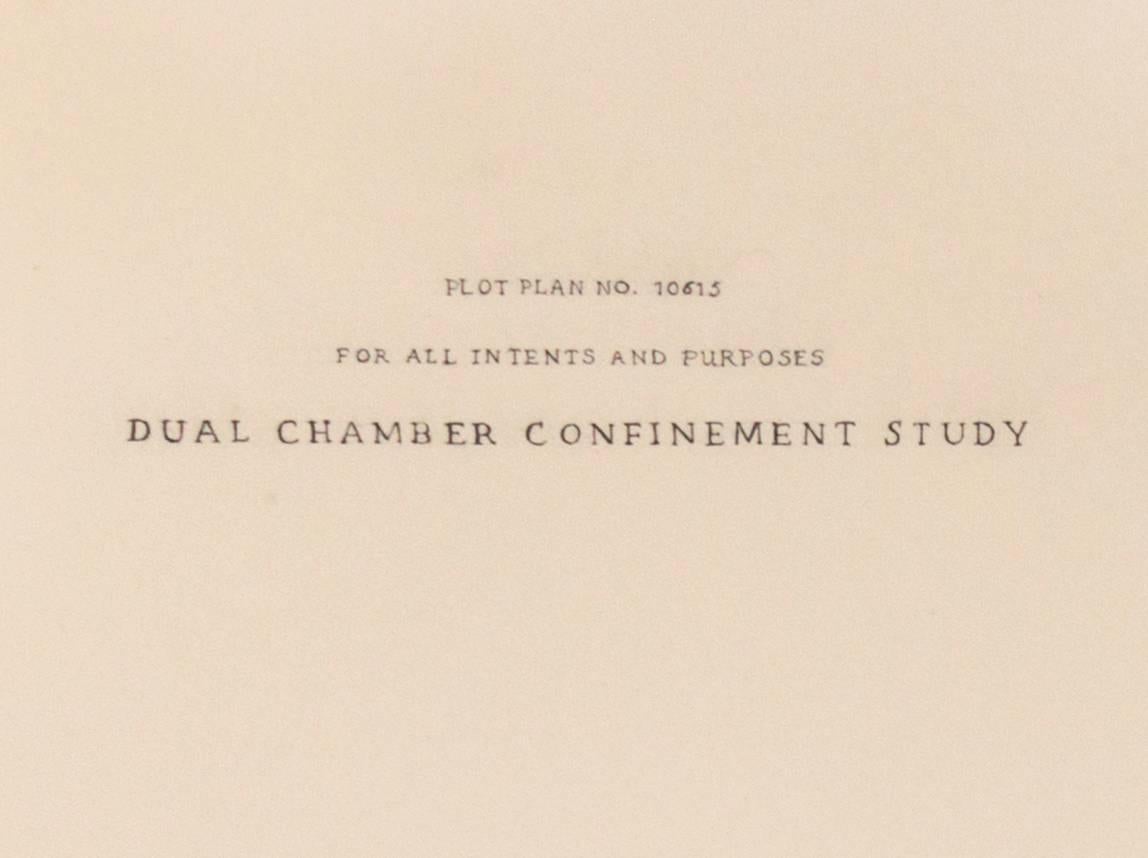 PLOT PLAN NO. 10615
FOR ALL INTENTS AND PURPOSES
DUAL CHAMBER CONFINEMENT STUDY